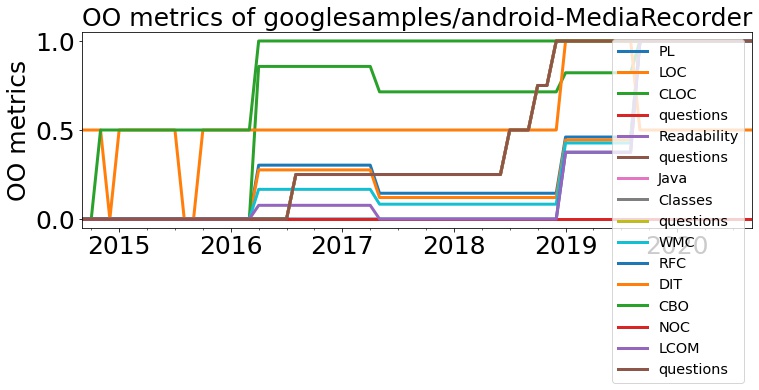 OO metrics of googlesamples/android-MediaRecorder
OO metrics
1.0
0.5
0.0
2015
2016
2017
2018
2019
2020
PL
LOC
CLOC
questions
Readability
questions
Java
Classes
questions
WMC
RFC
DIT
CBO
NOC
LCOM
questions